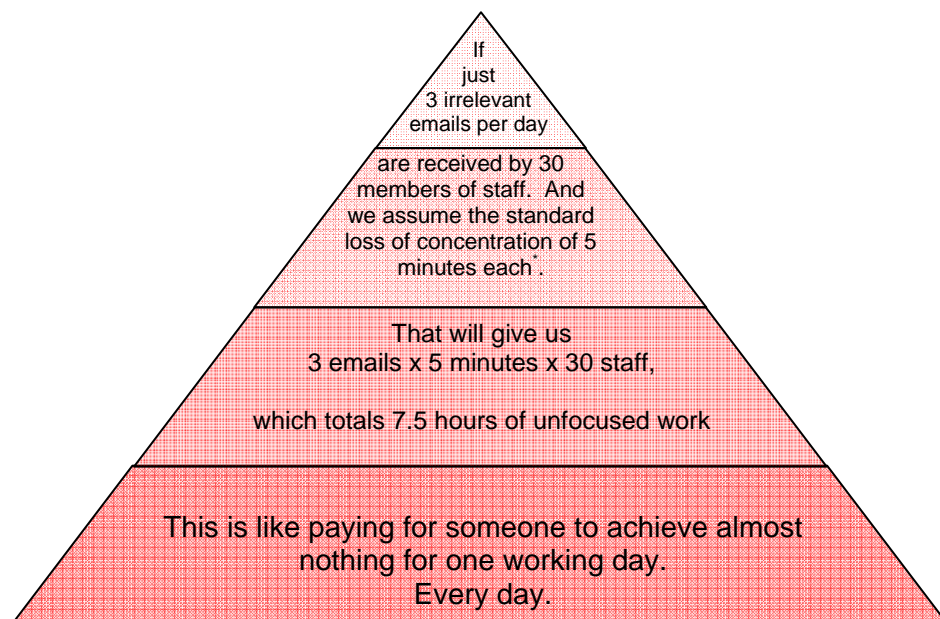 If
just
3 irrelevant
emails per day
are received by 30
members of staff.  And
we assume the standard
loss of concentration of 5
minutes each*.
That will give us
3 emails x 5 minutes x 30 staff,
which totals 7.5 hours of unfocused work
This is like paying for someone to achieve almost
nothing for one working day.
Every day.